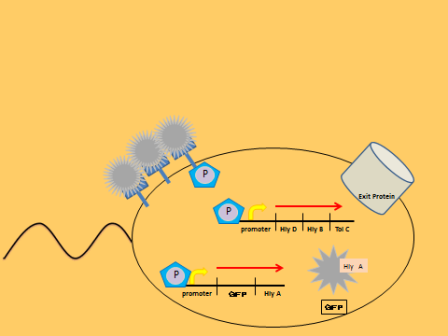 P
Exit Protein
P
promoter Hly D Hly B Tol C
P
Hly A
promoter GFP Hly A
GFP